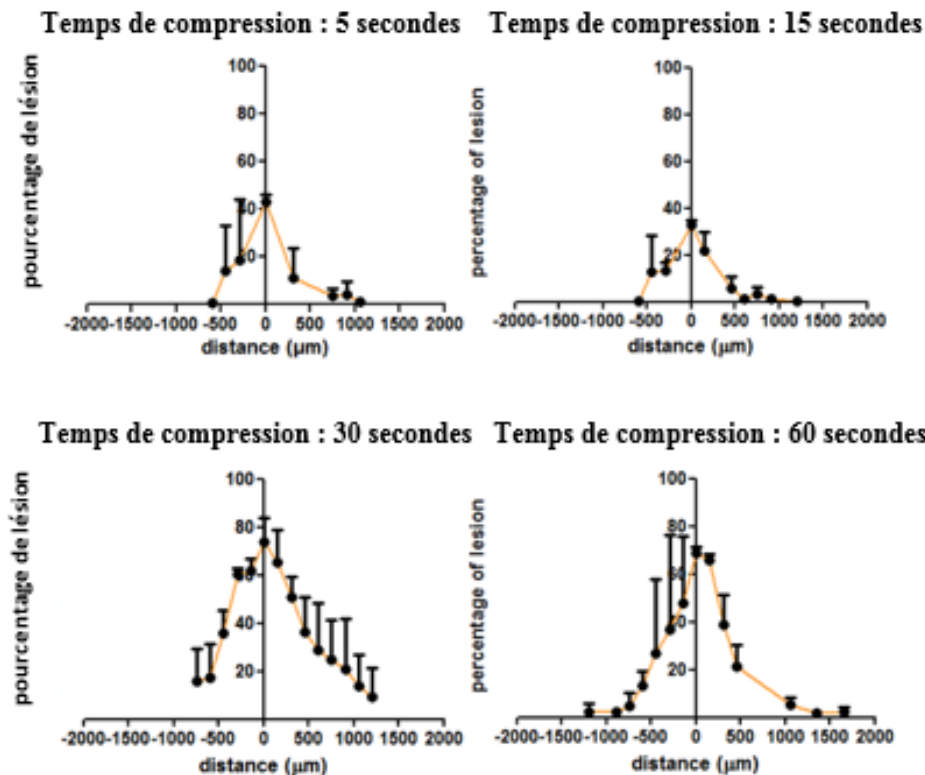 Temps de compression : 5 secondes
pourcentage de lésion
100
80
60
40
20
-2000-1500-1000 -500 0 500 1000 1500 2000
distance (µm)
Temps de compression : 15 secondes
percentage of lesion
100
80
60
40
20
-2000-1500-1000 -500 0 500 1000 1500 2000
distance (µm)
Temps de compression : 30 secondes
pourcentage de lésion
100
80
60
40
20
-2000-1500-1000 -500 0 500 1000 1500 2000
distance (µm)
Temps de compression : 60 secondes
percentage of lesion
100
80
60
40
20
-2000-1500-1000 -500 0 500 1000 1500 2000
distance (µm)